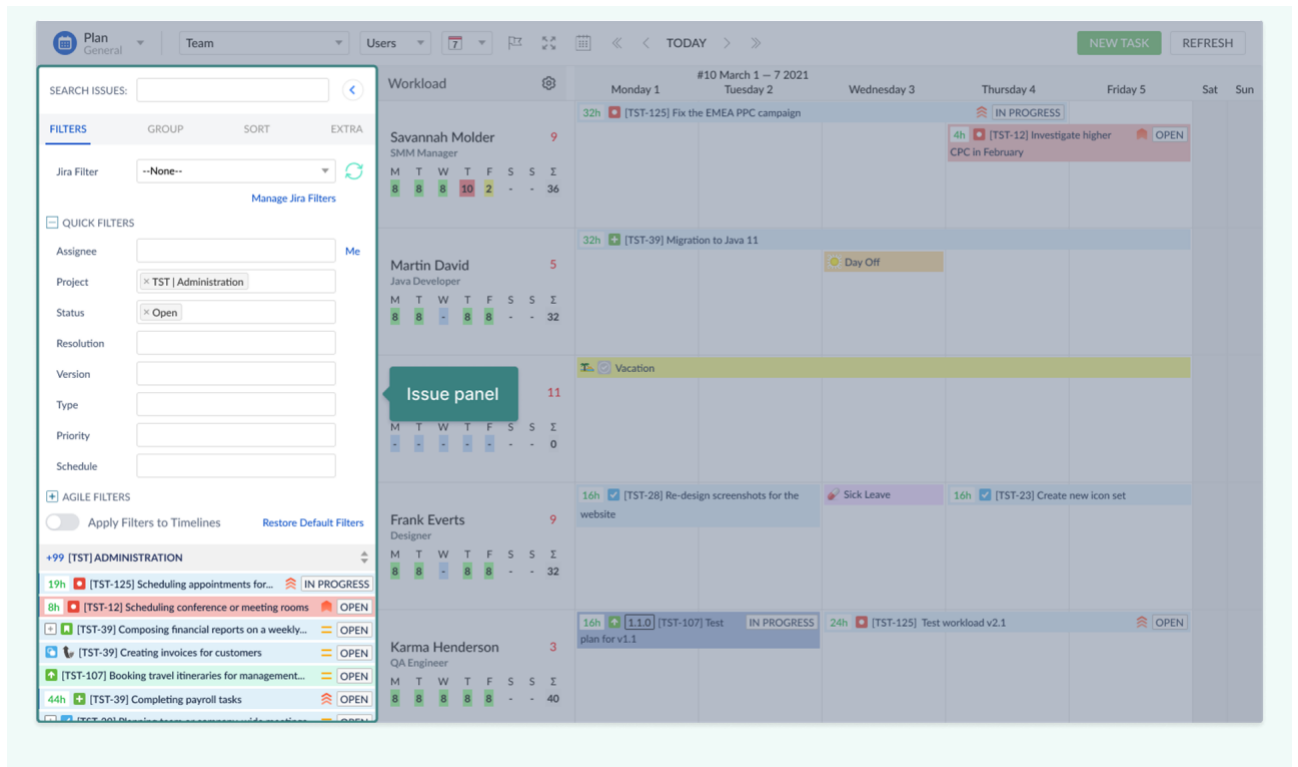 Plan
General
Team
Users
7
TODAY
NEW TASK
REFRESH
SEARCH ISSUES:
FILTERS GROUP SORT EXTRA
Jira Filter --None--
Manage Jira Filters
QUICK FILTERS
Assignee Me
Project × TST | Administration
Status × Open
Resolution
Version
Type
Priority
Schedule
AGILE FILTERS
Apply Filters to Timelines Restore Default Filters
+99 [TST] ADMINISTRATION
19h [TST-125] Scheduling appointments for... IN PROGRESS
8h [TST-12] Scheduling conference or meeting rooms OPEN
[TST-39] Composing financial reports on a weekly... OPEN
[TST-39] Creating invoices for customers OPEN
[TST-107] Booking travel itineraries for management... OPEN
44h [TST-39] Completing payroll tasks OPEN
Issue panel
Workload
#10 March 1 — 7 2021
Monday 1 Tuesday 2 Wednesday 3 Thursday 4 Friday 5 Sat Sun
Savannah Molder 9
SMM Manager
M T W T F S S Σ
8 8 8 10 2 - - 36
32h [TST-125] Fix the EMEA PPC campaign IN PROGRESS
4h [TST-12] Investigate higher OPEN
CPC in February
Martin David 5
Java Developer
M T W T F S S Σ
8 8 - 8 8 - - 32
32h [TST-39] Migration to Java 11
Day Off
11
M T W T F S S Σ
- - - - - - - 0
Vacation
Frank Everts 9
Designer
M T W T F S S Σ
8 8 - 8 8 - - 32
16h [TST-28] Re-design screenshots for the
website
Sick Leave
16h [TST-23] Create new icon set
Karma Henderson 3
QA Engineer
M T W T F S S Σ
8 8 8 8 8 - - 40
16h 1.1.0 [TST-107] Test IN PROGRESS
plan for v1.1
24h [TST-125] Test workload v2.1 OPEN